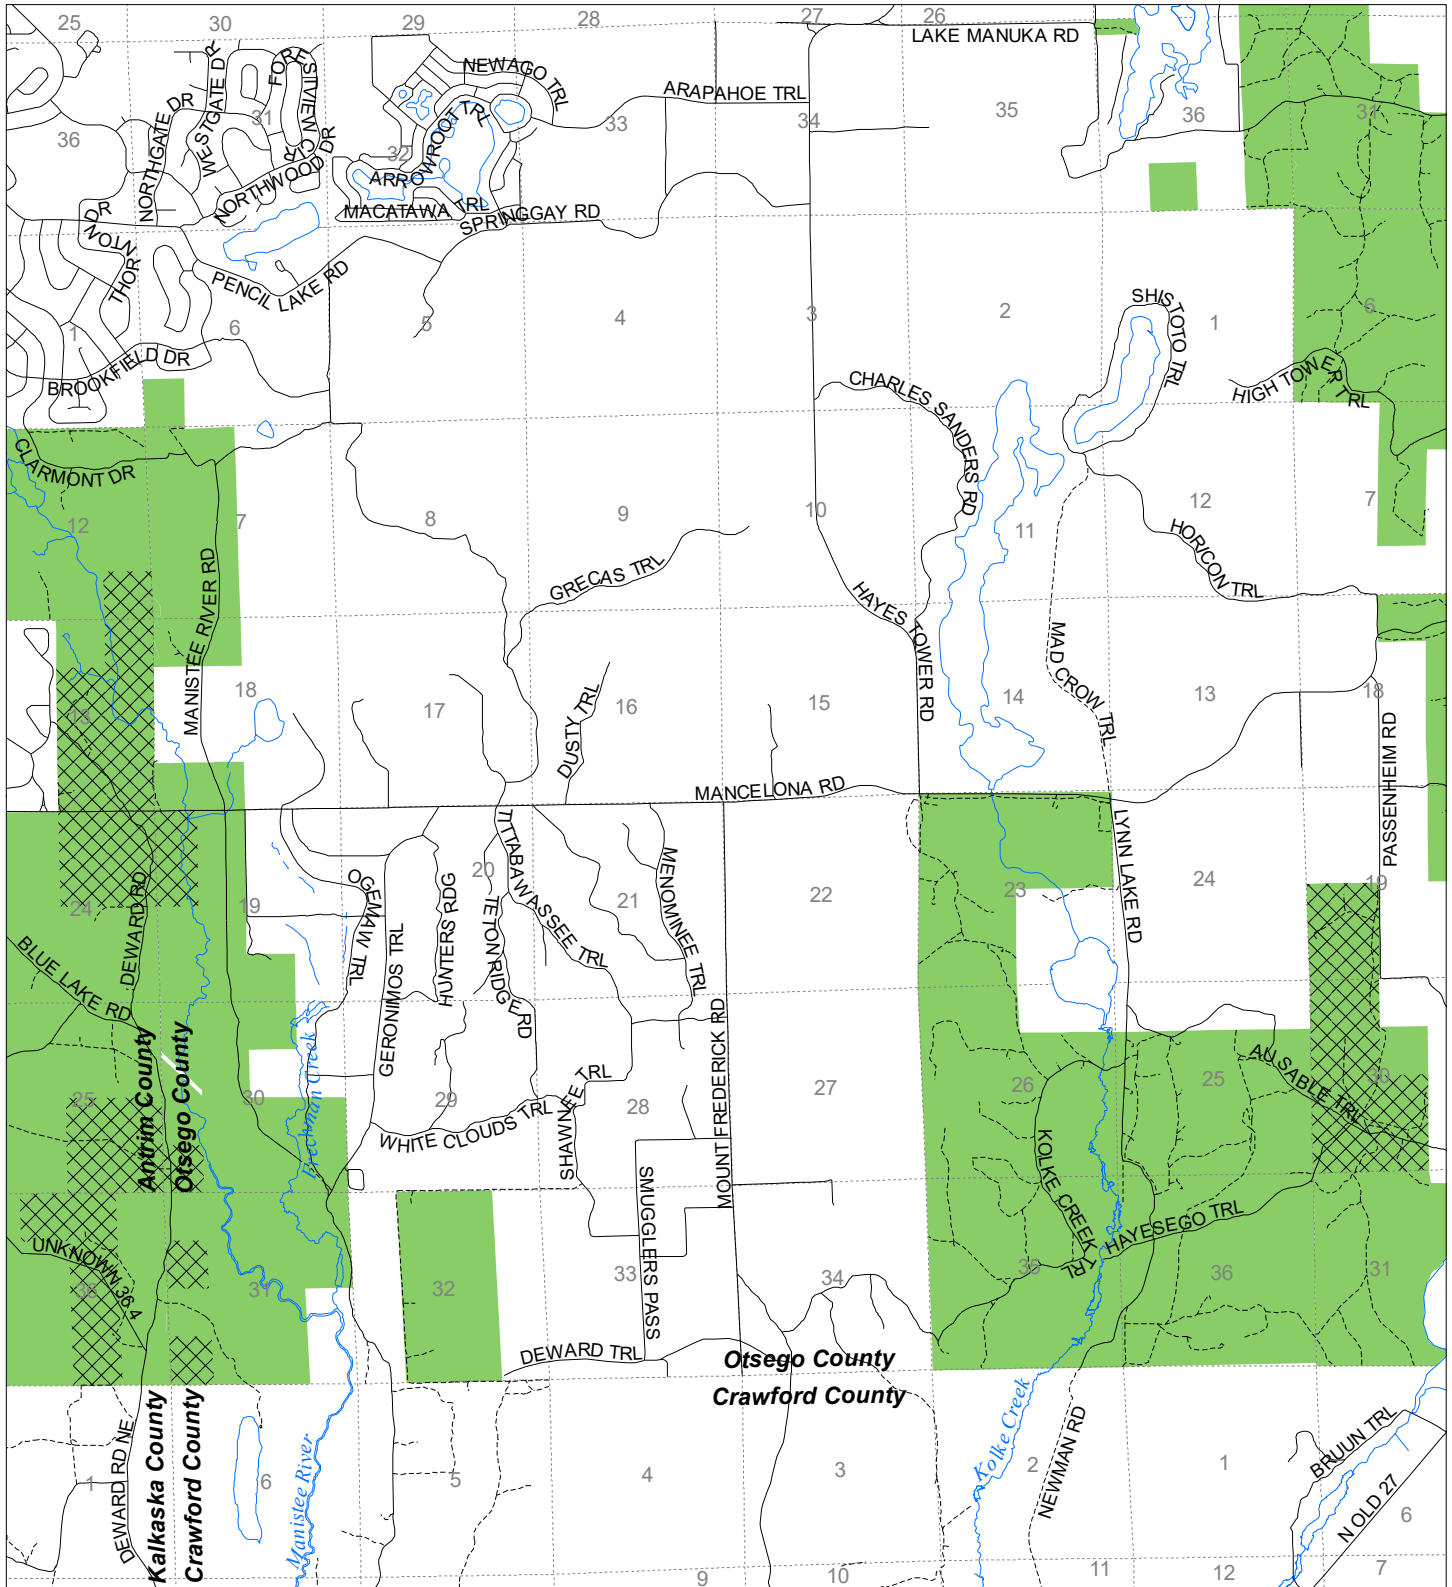 25
30
29
28
27
26
LAKE MANUKA RD
NEWAGO TRL
ARAPAHOE TRL
WESTGATE DR
FORESTVIEW CIR
NORTHGATE DR
36
31
32
33
34
35
36
31
ARROWROOT TRL
NORTHWOOD DR
MACATAWA TRL
SPRINGGAY RD
THORNTON DR
PENCIL LAKE RD
SHISTOTO TRL
1
6
5
4
3
2
1
6
BROOKFIELD DR
CHARLES SANDERS RD
HIGH TOWER TRL
CLARMONT DR
12
7
8
9
10
11
12
7
MANISTEE RIVER RD
GRECAS TRL
HAYES TOWER RD
HORICON TRL
MAD CROW TRL
13
18
17
16
15
14
13
18
DUSTY TRL
PASSENHEIM RD
MANCELONA RD
TITTABAWASSEE TRL
LYNN LAKE RD
MENOMINEE TRL
OGEMAW TRL
HUNTERS RDG
TETON RIDGE RD
24
19
20
21
22
23
24
19
DEWARD RD
BLUE LAKE RD
GERONIMOS TRL
MOUNT FREDERICK RD
Antrim County
Otsego County
Frechman Creek
AU SABLE TRL
SHAWNEE TRL
25
30
29
28
27
26
25
30
WHITE CLOUDS TRL
KOLKE CREEK TRL
SMUGGLERS PASS
HAYESEGO TRL
UNKNOWN 36 4
36
31
32
33
34
35
36
31
DEWARD TRL
Otsego County
Crawford County
Kalkaska County
Crawford County
DEWARD RD NE
Manistee River
Kolke Creek
NEWMAN RD
BRUUN TRL
N OLD 27
1
6
5
4
3
2
1
6
9
10
11
12
7